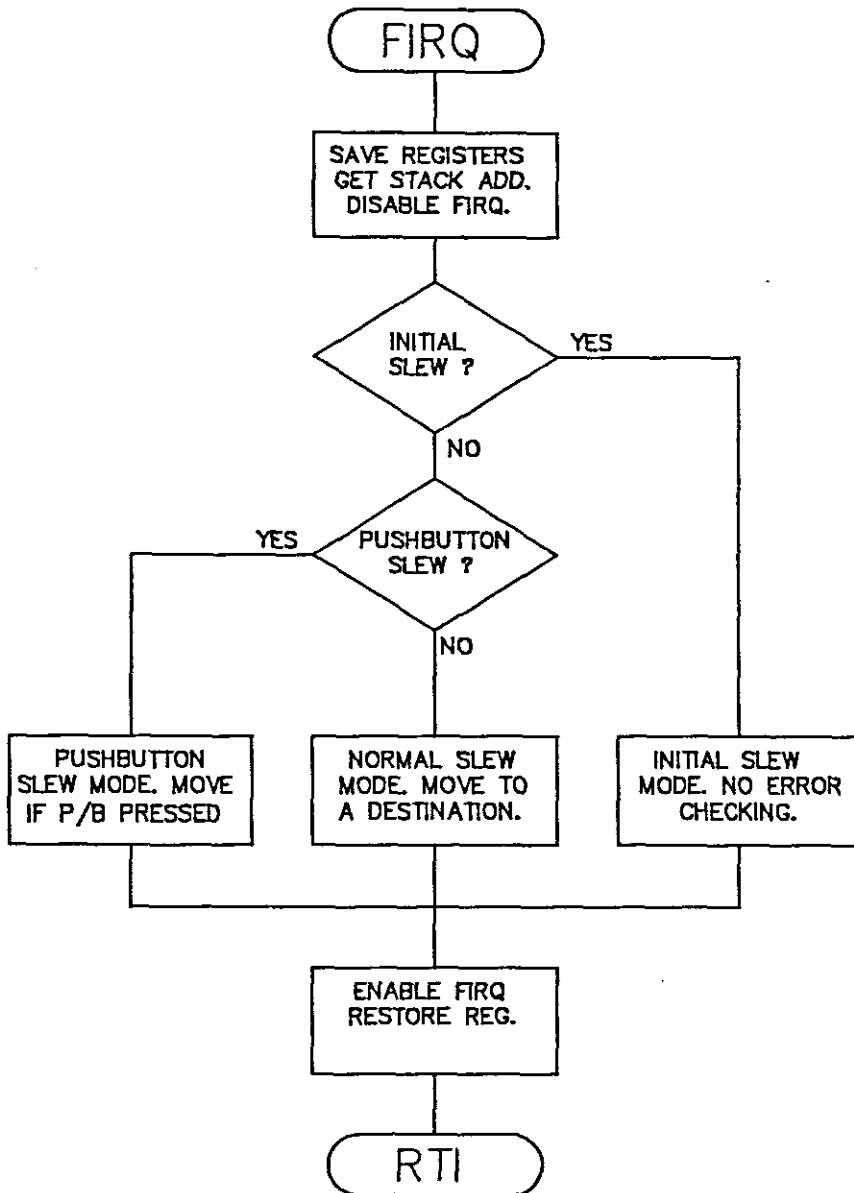 FIRQ
SAVE REGISTERS
GET STACK ADD.
DISABLE FIRQ.
INITIAL
SLEW ?
YES
NO
YES
PUSHBUTTON
SLEW ?
NO
PUSHBUTTON
SLEW MODE. MOVE
IF P/B PRESSED
NORMAL SLEW
MODE. MOVE TO
A DESTINATION.
INITIAL SLEW
MODE. NO ERROR
CHECKING.
ENABLE FIRQ
RESTORE REG.
RTI